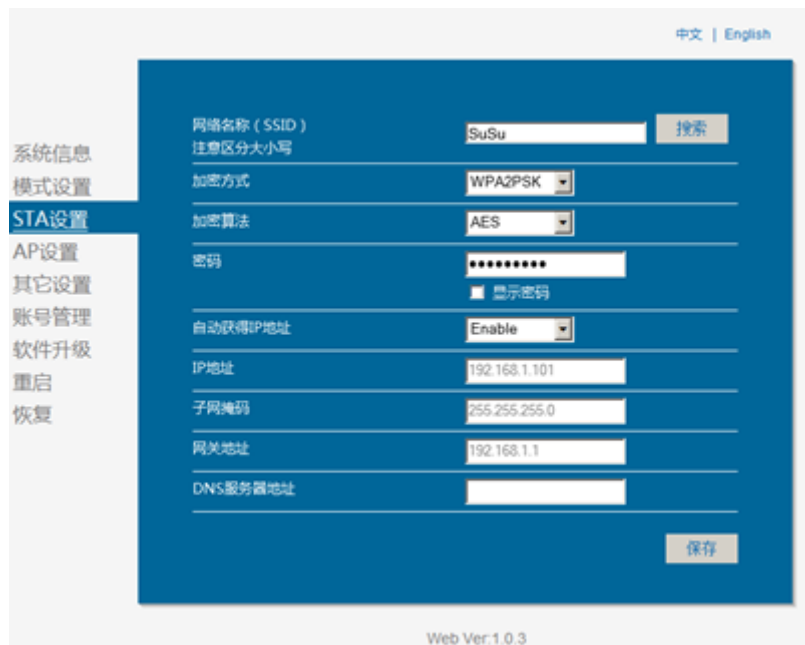 中文 | English
系统信息
模式设置
STA设置
AP设置
其它设置
账号管理
软件升级
重启
恢复
网络名称（SSID）
注意区分大小写
SuSu
搜索
加密方式
WPA2PSK
加密算法
AES
密码
●●●●●●●●●
显示密码
自动获得IP地址
Enable
IP地址
192.168.1.101
子网掩码
255.255.255.0
网关地址
192.168.1.1
DNS服务器地址
保存
Web Ver:1.0.3